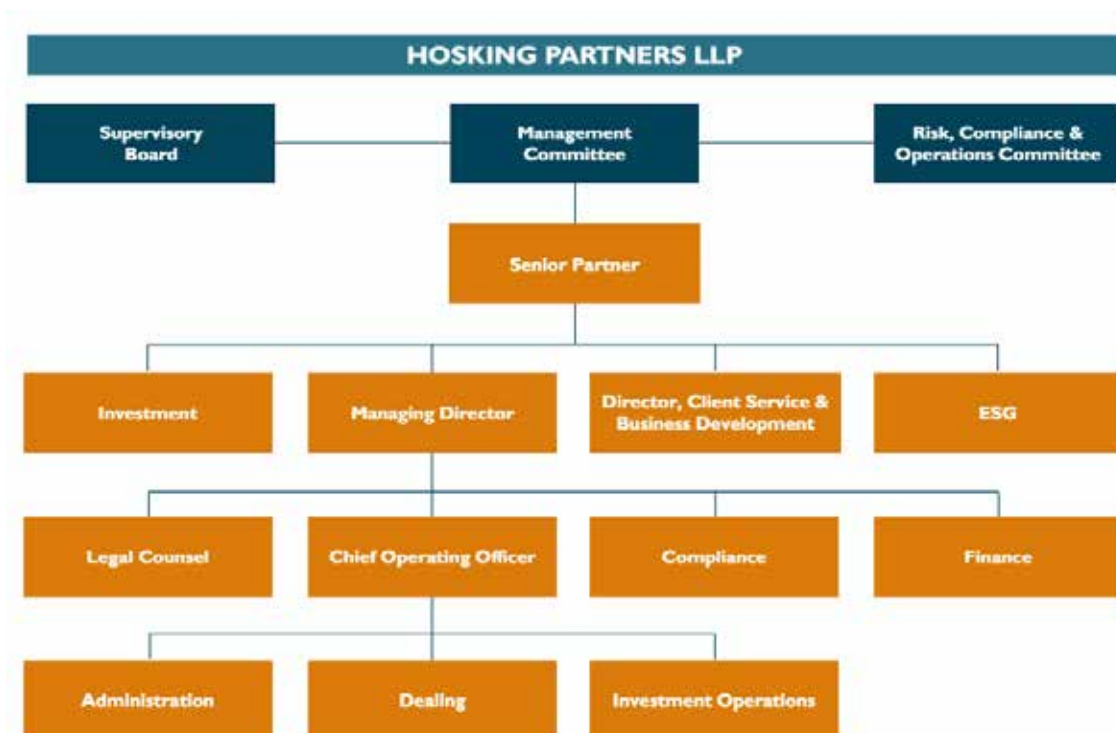 HOSKING PARTNERS LLP
Supervisory
Board
Management
Committee
Risk, Compliance &
Operations Committee
Senior Partner
Investment
Managing Director
Director, Client Service &
Business Development
ESG
Legal Counsel
Chief Operating Officer
Compliance
Finance
Administration
Dealing
Investment Operations